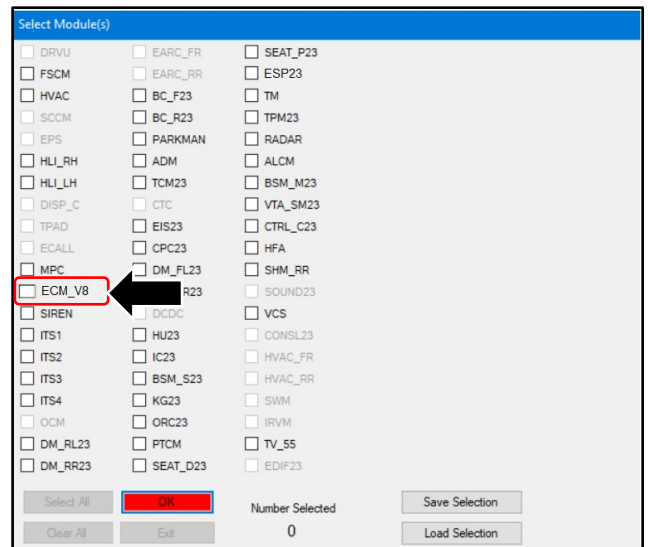 Select Module(s)
DRVU EARC_FR SEAT_P23
FSCM EARC_RR ESP23
HVAC BC_F23 TM
SCCM BC_R23 TPM23
EPS PARKMAN RADAR
HLI_RH ADM ALCM
HLI_LH TCM23 BSM_M23
DISP_C CTC VTA_SM23
TPAD EIS23 CTRL_C23
ECALL CPC23 HFA
MPC DM_FL23 SHM_RR
ECM_V8 R23 SOUND23
SIREN DCDC VCS
ITS1 HU23 CONSL23
ITS2 IC23 HVAC_FR
ITS3 BSM_S23 HVAC_RR
ITS4 KG23 SWM
OCM ORC23 IRVM
DM_RL23 PTCM TV_55
DM_RR23 SEAT_D23 EDIF23
Select All OK Number Selected Save Selection
Clear All Exit 0 Load Selection